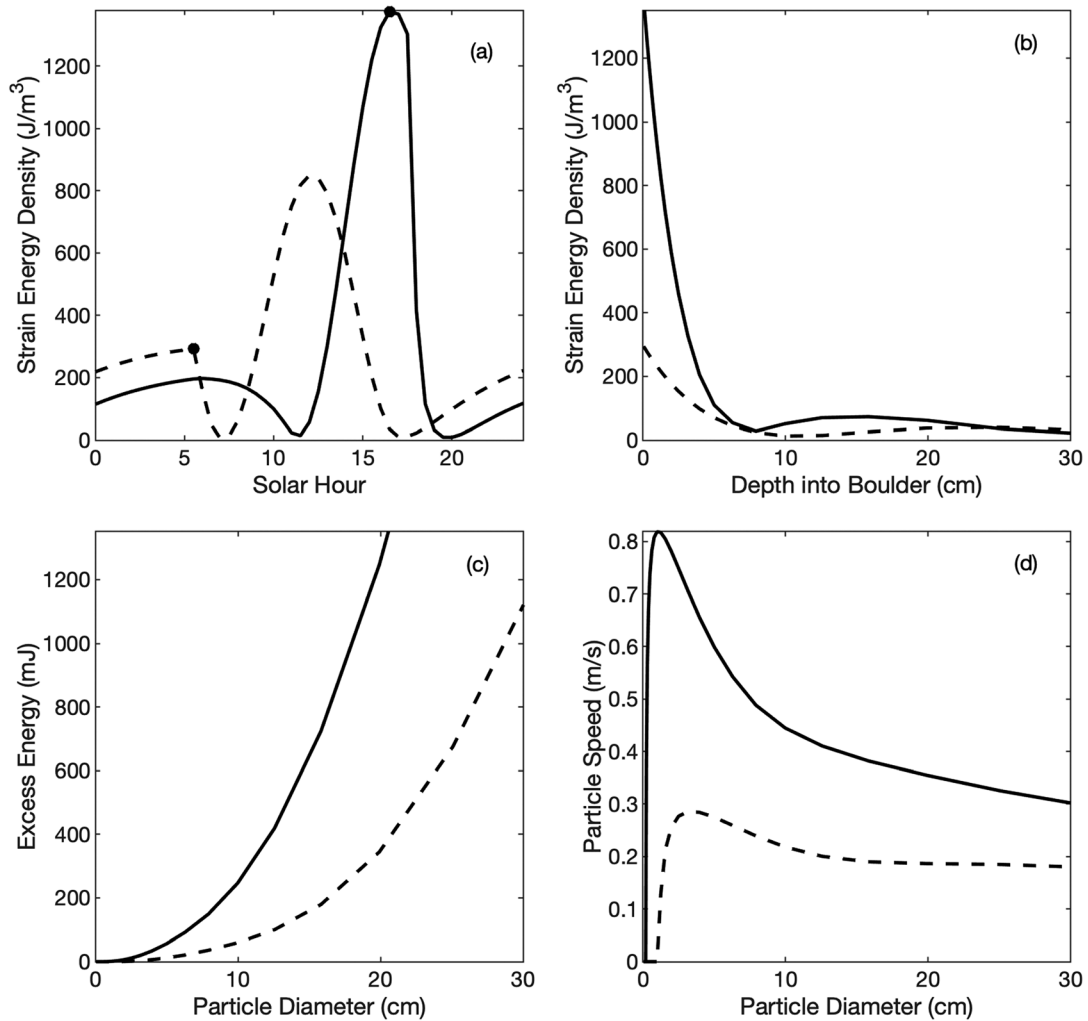 (a)
Strain Energy Density (J/m³)
1200
1000
800
600
400
200
0
0 5 10 15 20
Solar Hour
(b)
Strain Energy Density (J/m³)
1200
1000
800
600
400
200
0
0 10 20 30
Depth into Boulder (cm)
(c)
Excess Energy (mJ)
1200
1000
800
600
400
200
0
0 10 20 30
Particle Diameter (cm)
(d)
Particle Speed (m/s)
0.8
0.7
0.6
0.5
0.4
0.3
0.2
0.1
0
0 10 20 30
Particle Diameter (cm)